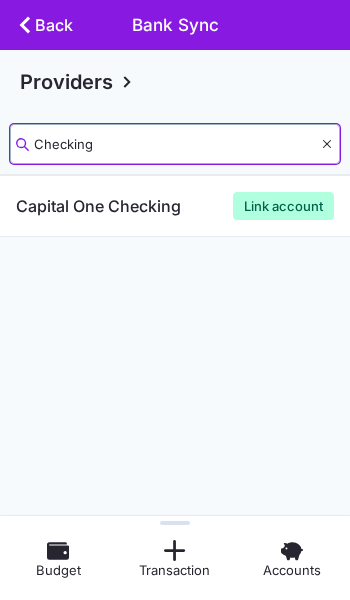 Back
Bank Sync
Providers
Checking
Capital One Checking
Link account
Budget
Transaction
Accounts